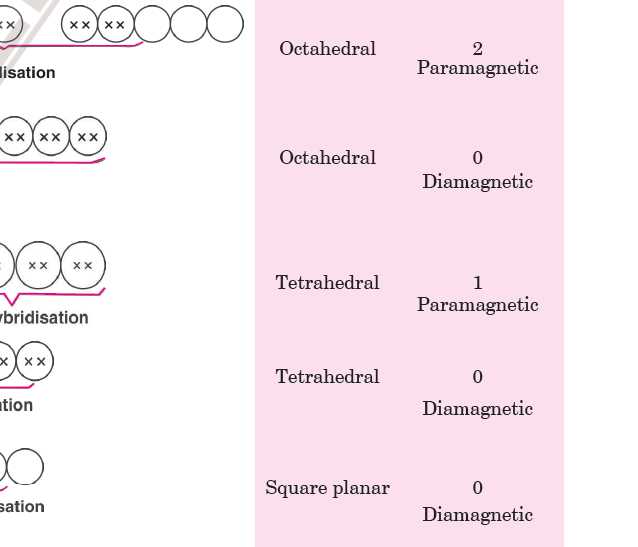 ×× ×× ××
Octahedral 2
Paramagnetic
lisation
×× ×× ××
Octahedral 0
Diamagnetic
×× ××
Tetrahedral 1
Paramagnetic
ybridisation
× ××
Tetrahedral 0
ation
Diamagnetic
Square planar 0
sation
Diamagnetic